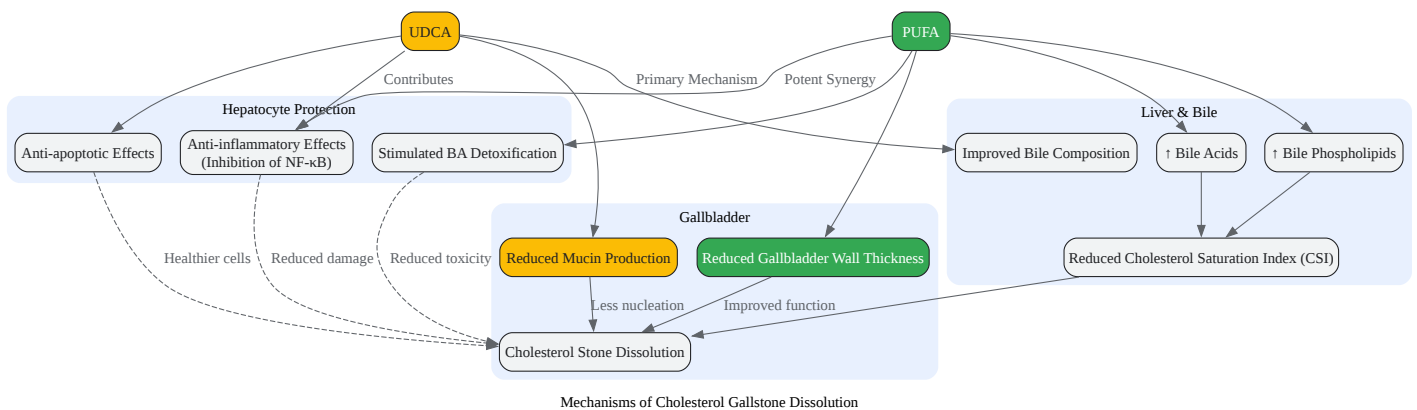 UDCA
PUFA
Contributes
Primary Mechanism
Potent Synergy
Hepatocyte Protection
Liver & Bile
Anti-apoptotic Effects
Anti-inflammatory Effects
(Inhibition of NF-κB)
Stimulated BA Detoxification
Improved Bile Composition
↑ Bile Acids
↑ Bile Phospholipids
Gallbladder
Healthier cells
Reduced damage
Reduced toxicity
Reduced Mucin Production
Reduced Gallbladder Wall Thickness
Reduced Cholesterol Saturation Index (CSI)
Less nucleation
Improved function
Cholesterol Stone Dissolution
Mechanisms of Cholesterol Gallstone Dissolution